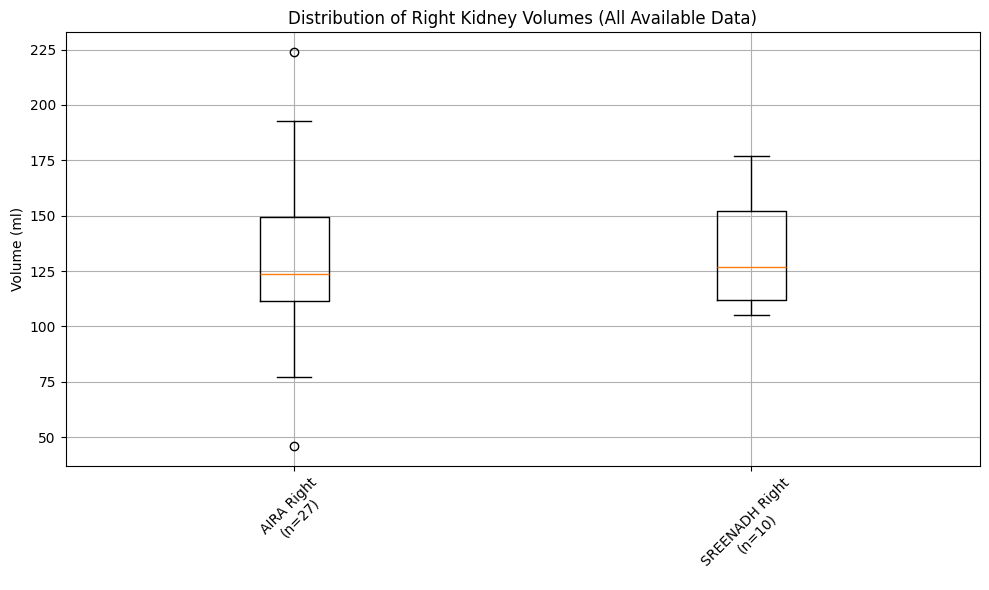 Distribution of Right Kidney Volumes (All Available Data)
Volume (ml)
225
200
175
150
125
100
75
50
AIRA Right
(n=27)
SREENADH Right
(n=10)